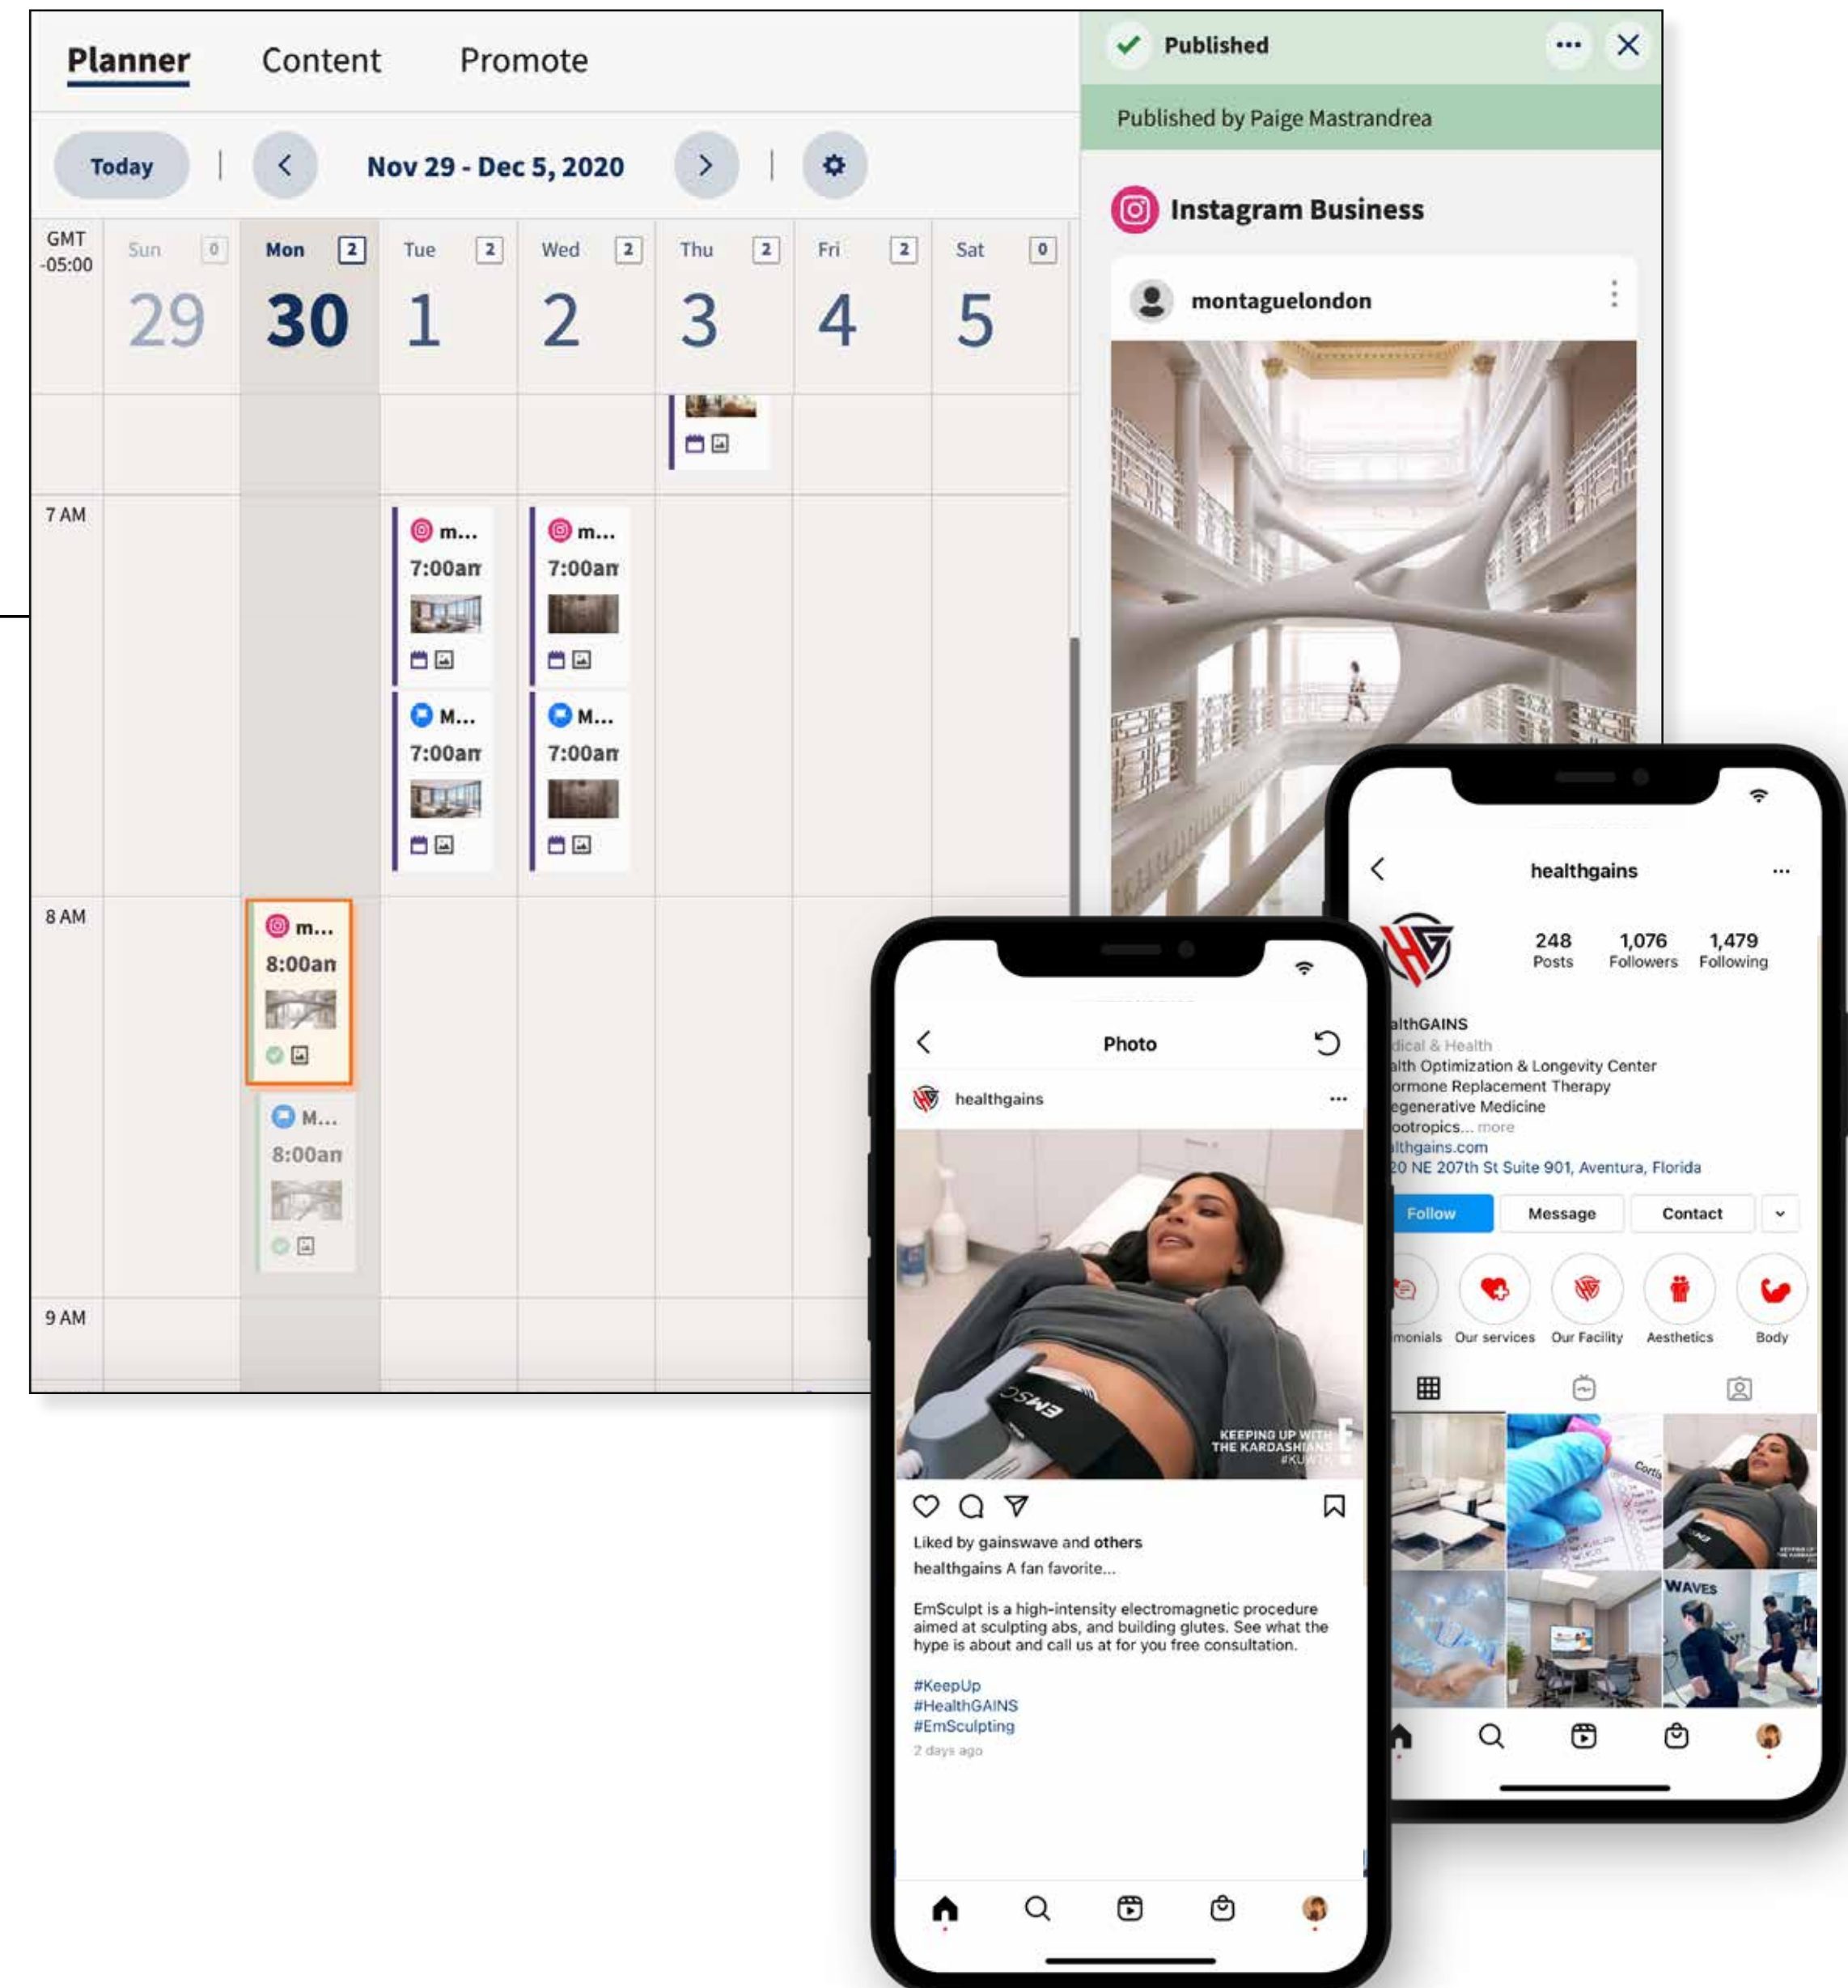 Planner Content Promote
Today Nov 29 - Dec 5, 2020
GMT
-05:00
Sun 0 Mon 2 Tue 2 Wed 2 Thu 2 Fri 2 Sat 0
29 30 1 2 3 4 5
7 AM
m... m...
7:00am 7:00am
M... M...
7:00am 7:00am
8 AM
m...
8:00am
M...
8:00am
9 AM
Published
Published by Paige Mastrandrea
Instagram Business
montaguelondon
Photo
healthgains
EMSC
KEEPING UP WITH
THE KARDASHIANS
#KUWTK
Liked by gainswave and others
healthgains A fan favorite...
EmSculpt is a high-intensity electromagnetic procedure
aimed at sculpting abs, and building glutes. See what the
hype is about and call us at for you free consultation.
#KeepUp
#HealthGAINS
#EmSculpting
2 days ago
healthgains
248 1,076 1,479
Posts Followers Following
althGAINS
dical & Health
alth Optimization & Longevity Center
ormone Replacement Therapy
egenerative Medicine
ootropics... more
lthgains.com
20 NE 207th St Suite 901, Aventura, Florida
Follow Message Contact
monials Our services Our Facility Aesthetics Body
WAVES